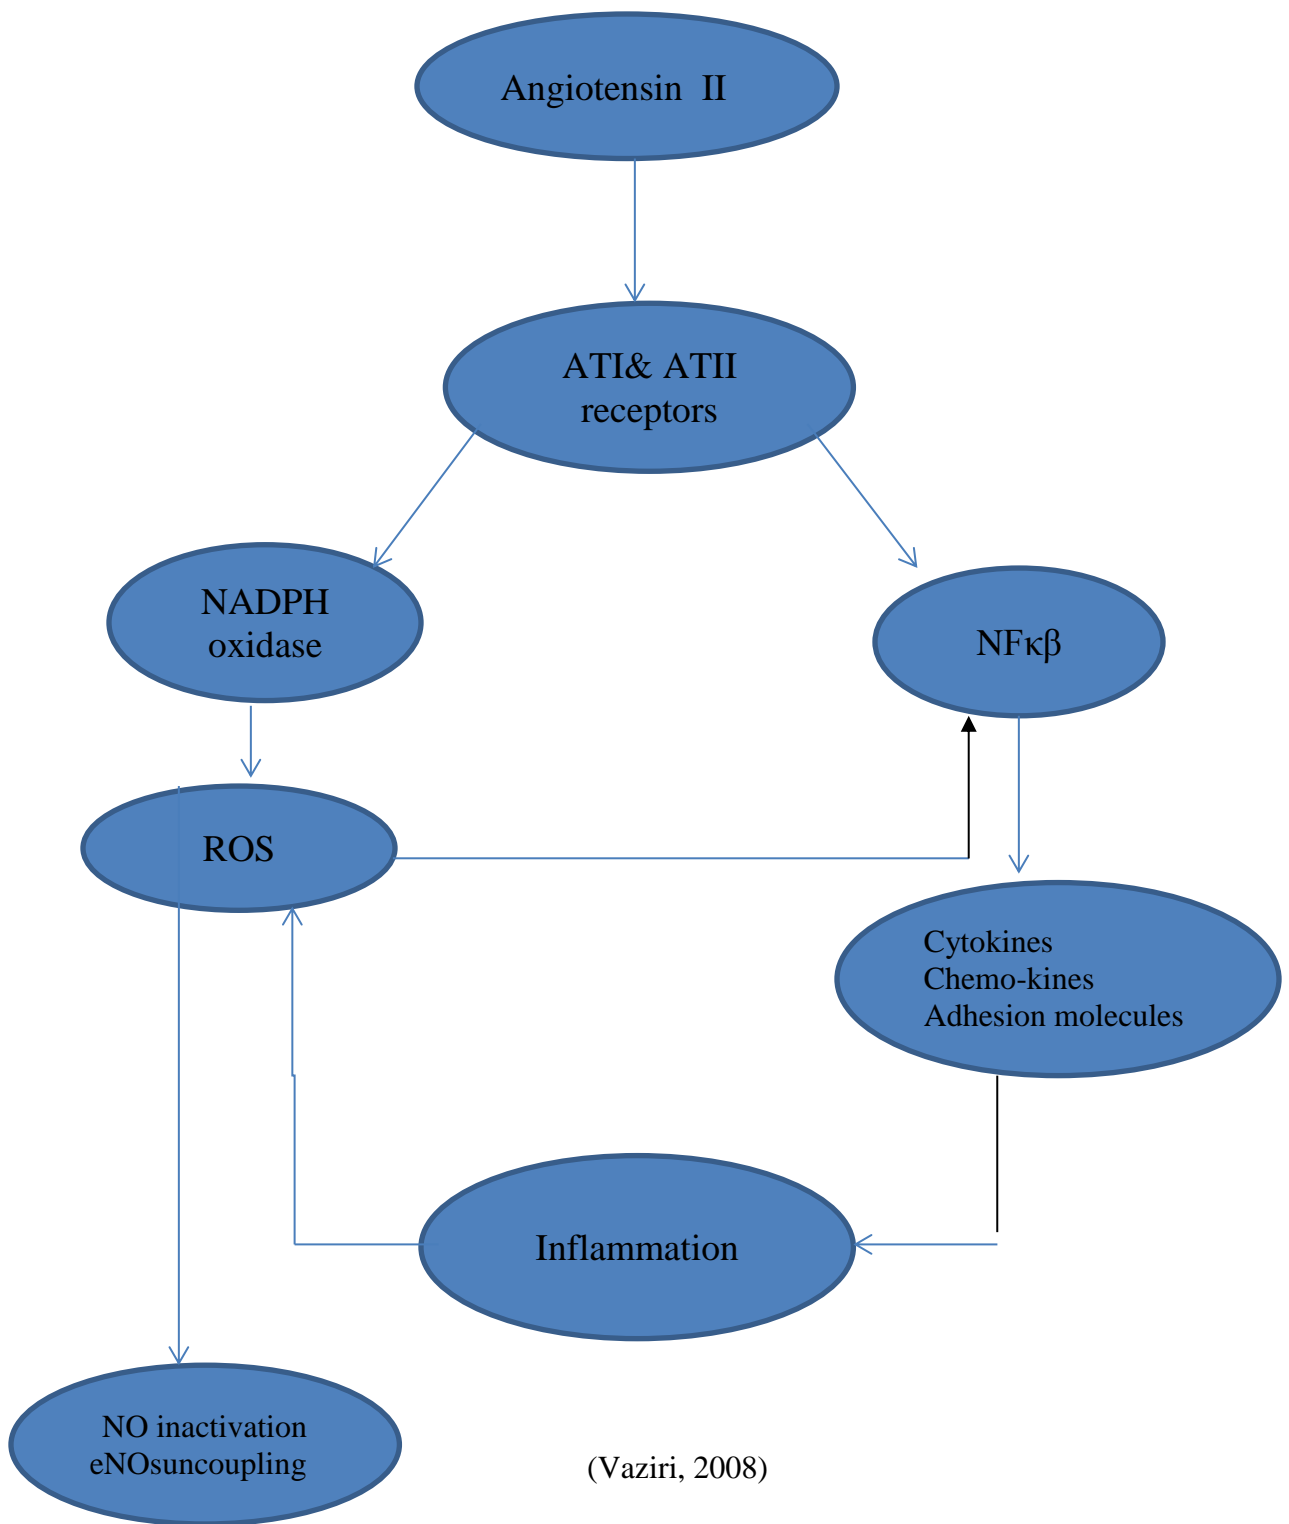 Angiotensin II
ATI& ATII
receptors
NADPH
oxidase
NFκβ
ROS
Cytokines
Chemo-kines
Adhesion molecules
Inflammation
NO inactivation
eNOsuncoupling
(Vaziri, 2008)